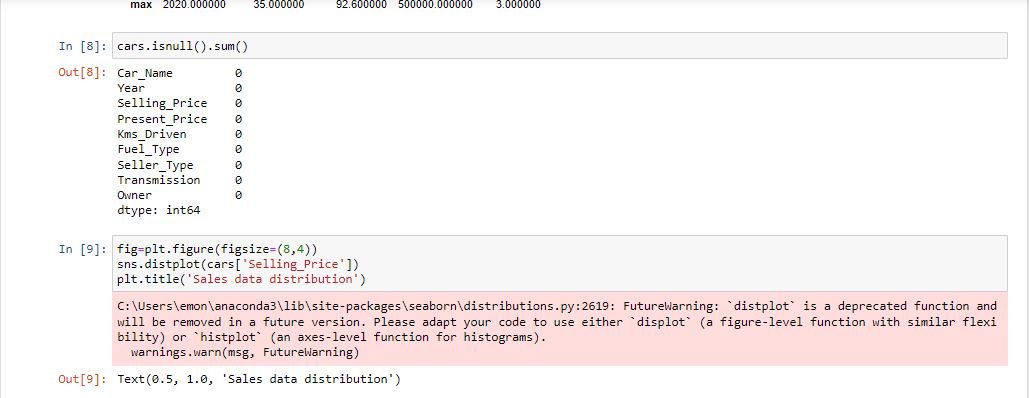 max 2020.000000 35.000000 92.600000 500000.000000 3.000000
In [8]: cars.isnull().sum()
Out[8]: Car_Name 0
Year 0
Selling_Price 0
Present_Price 0
Kms_Driven 0
Fuel_Type 0
Seller_Type 0
Transmission 0
Owner 0
dtype: int64
In [9]: fig=plt.figure(figsize=(8,4))
sns.distplot(cars['Selling_Price'])
plt.title('Sales data distribution')
C:\Users\emon\anaconda3\lib\site-packages\seaborn\distributions.py:2619: FutureWarning: `distplot` is a deprecated function and
will be removed in a future version. Please adapt your code to use either `displot` (a figure-level function with similar flexi
bility) or `histplot` (an axes-level function for histograms).
warnings.warn(msg, FutureWarning)
Out[9]: Text(0.5, 1.0, 'Sales data distribution')